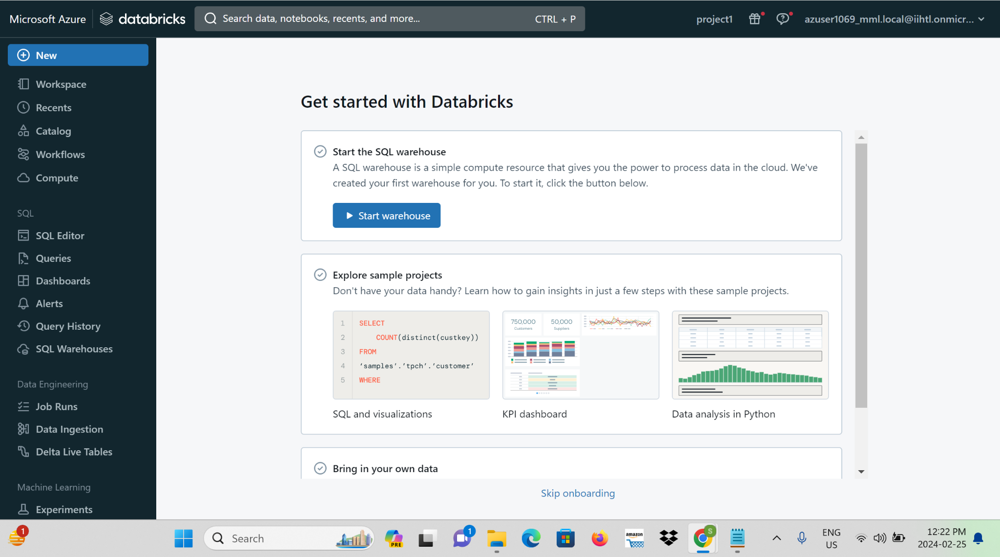 Microsoft Azure
databricks
Search data, notebooks, recents, and more...
CTRL + P
project1
azuser1069_mml.local@iihtl.onmicr...
New
Workspace
Recents
Catalog
Workflows
Compute
SQL
SQL Editor
Queries
Dashboards
Alerts
Query History
SQL Warehouses
Data Engineering
Job Runs
Data Ingestion
Delta Live Tables
Machine Learning
Experiments
Get started with Databricks
Start the SQL warehouse
A SQL warehouse is a simple compute resource that gives you the power to process data in the cloud. We've
created your first warehouse for you. To start it, click the button below.
Start warehouse
Explore sample projects
Don't have your data handy? Learn how to gain insights in just a few steps with these sample projects.
1 SELECT
2 COUNT(distinct(custkey))
3 FROM
4 ‘samples’.’tpch’.’customer’
5 WHERE
SQL and visualizations
750,000
Customers
50,000
Suppliers
KPI dashboard
Data analysis in Python
Bring in your own data
Skip onboarding
1
Search
PRE
1
amazon
S
ENG
US
12:22 PM
2024-02-25